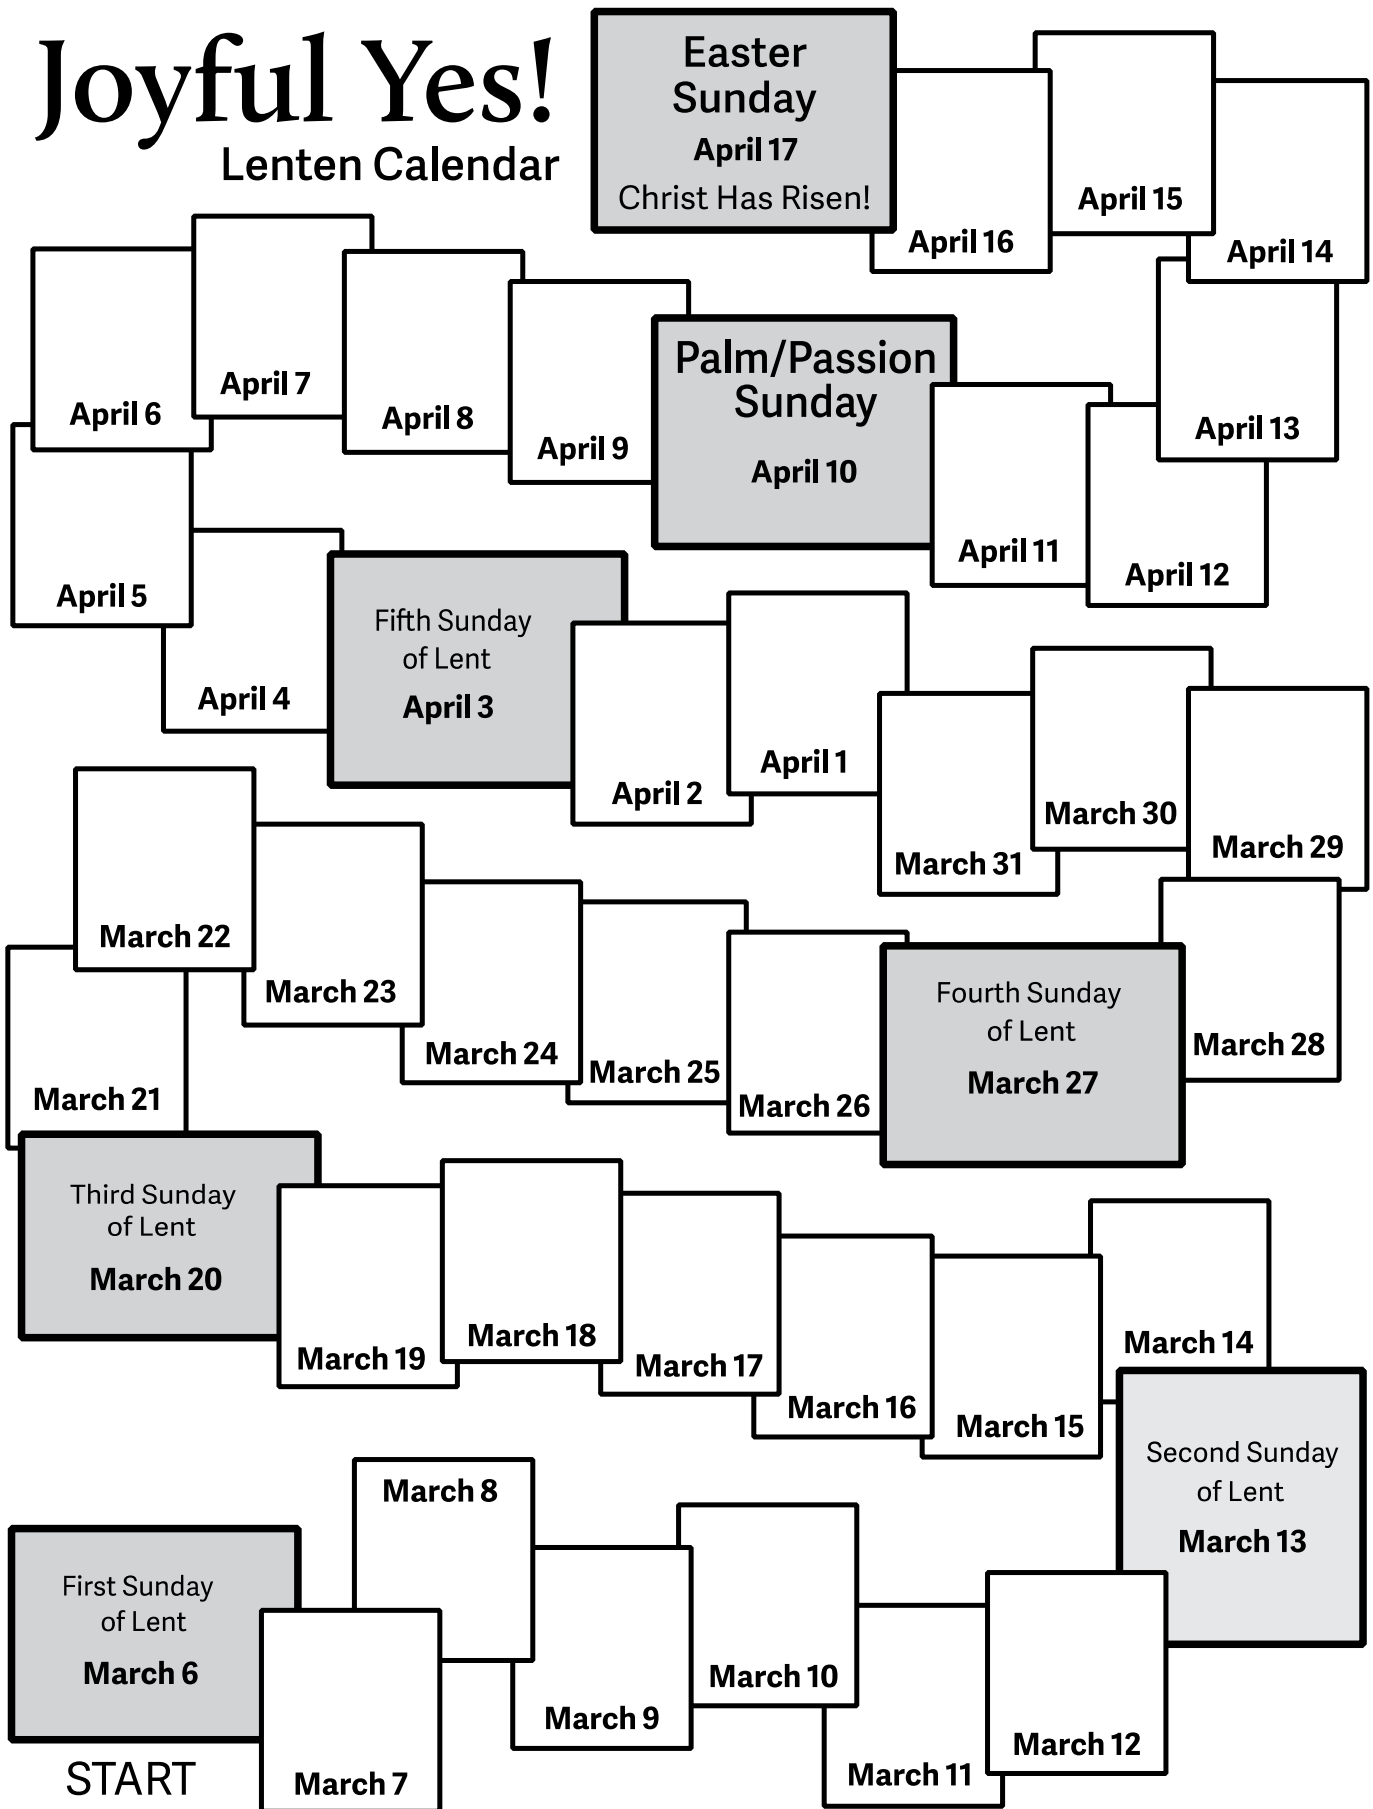 Joyful Yes!
Lenten Calendar
Easter
Sunday
April 17
Christ Has Risen!
April 16
April 15
April 14
April 13
April 12
April 11
Palm/Passion
Sunday
April 10
April 9
April 8
April 7
April 6
April 5
April 4
Fifth Sunday
of Lent
April 3
April 2
April 1
March 31
March 30
March 29
March 28
Fourth Sunday
of Lent
March 27
March 26
March 25
March 24
March 23
March 22
March 21
Third Sunday
of Lent
March 20
March 19
March 18
March 17
March 16
March 15
March 14
Second Sunday
of Lent
March 13
March 12
March 11
March 10
March 9
March 8
March 7
First Sunday
of Lent
March 6
START